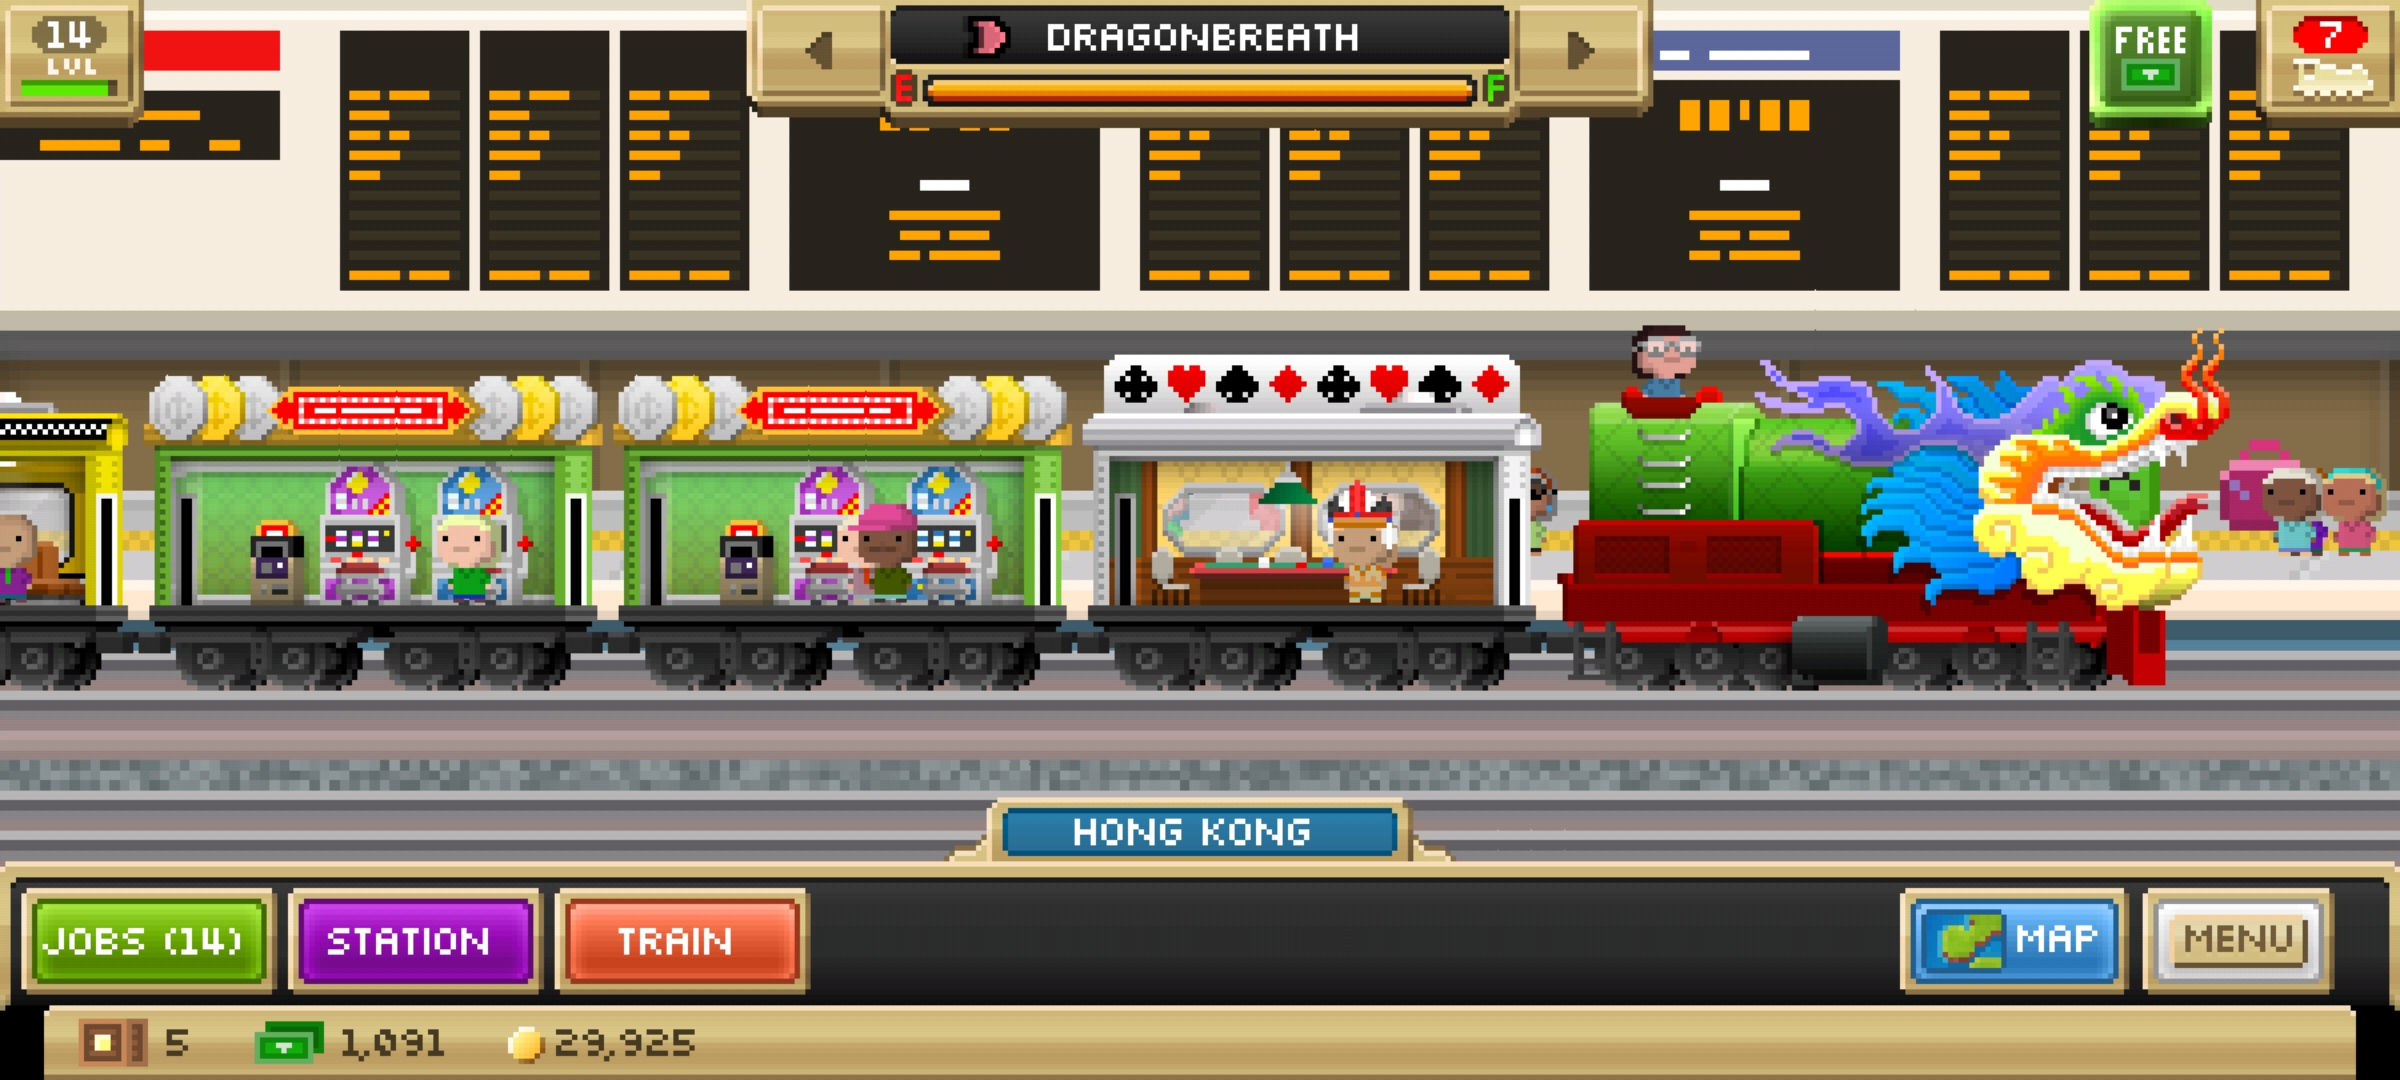 14
LVL
DRAGONBREATH
E F
FREE
7
HONG KONG
JOBS (14)
STATION
TRAIN
MAP
MENU
5
1,091
29,925